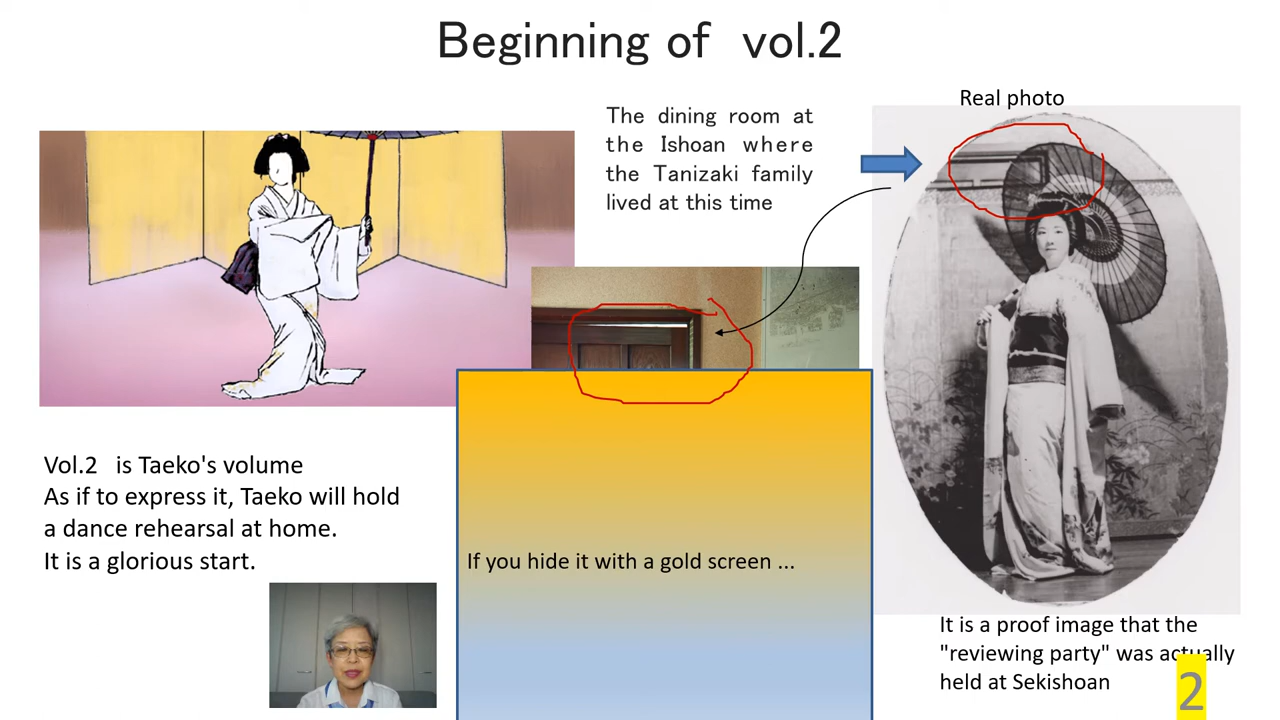 Beginning of vol.2
The dining room at
the Ishoan where
the Tanizaki family
lived at this time
Real photo
Vol.2 is Taeko's volume
As if to express it, Taeko will hold
a dance rehearsal at home.
It is a glorious start.
If you hide it with a gold screen ...
It is a proof image that the
"reviewing party" was actually
held at Sekishoan
2